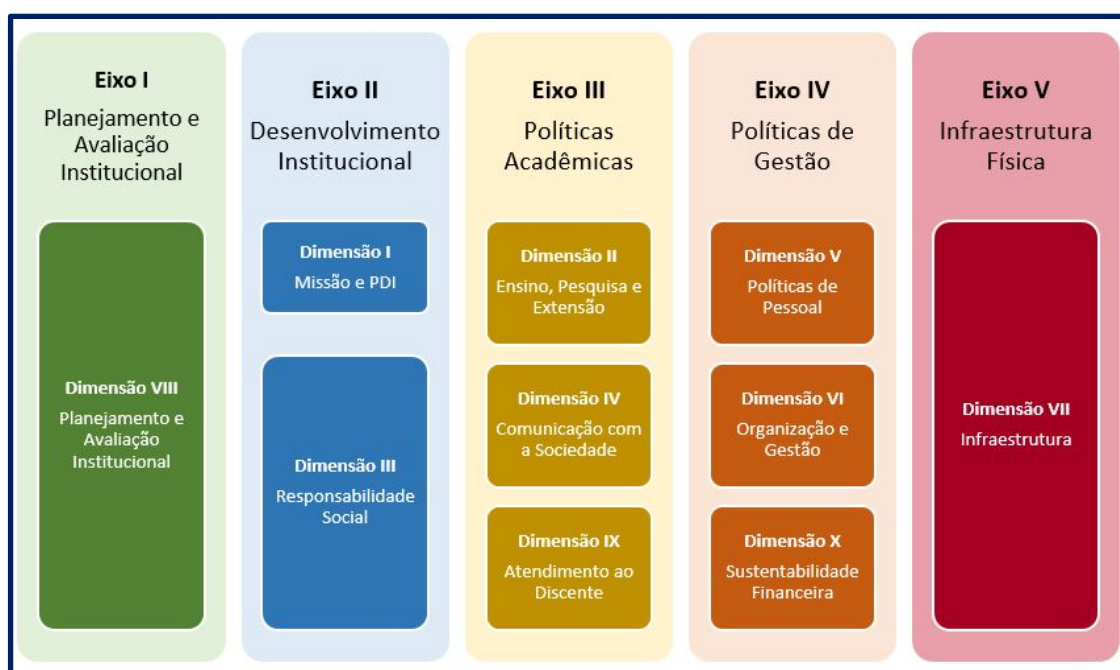 Eixo I
Planejamento e
Avaliação
Institucional
Dimensão VIII
Planejamento e
Avaliação
Institucional
Eixo II
Desenvolvimento
Institucional
Dimensão I
Missão e PDI
Dimensão III
Responsabilidade
Social
Eixo III
Políticas
Acadêmicas
Dimensão II
Ensino, Pesquisa e
Extensão
Dimensão IV
Comunicação com
a Sociedade
Dimensão IX
Atendimento ao
Discente
Eixo IV
Políticas de
Gestão
Dimensão V
Políticas de
Pessoal
Dimensão VI
Organização e
Gestão
Dimensão X
Sustentabilidade
Financeira
Eixo V
Infraestrutura
Física
Dimensão VII
Infraestrutura